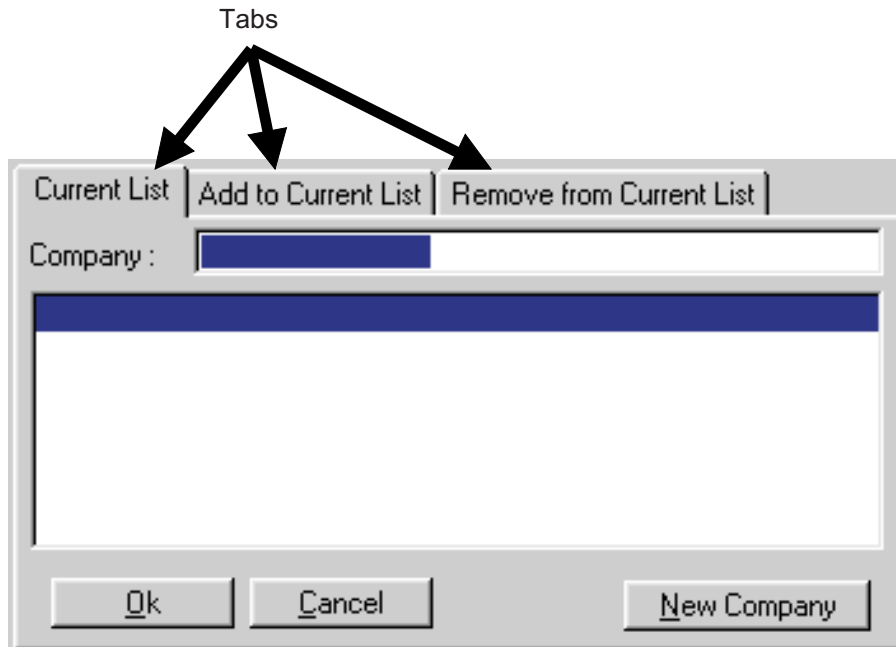 Tabs
Current List Add to Current List Remove from Current List
Company :
Ok Cancel New Company